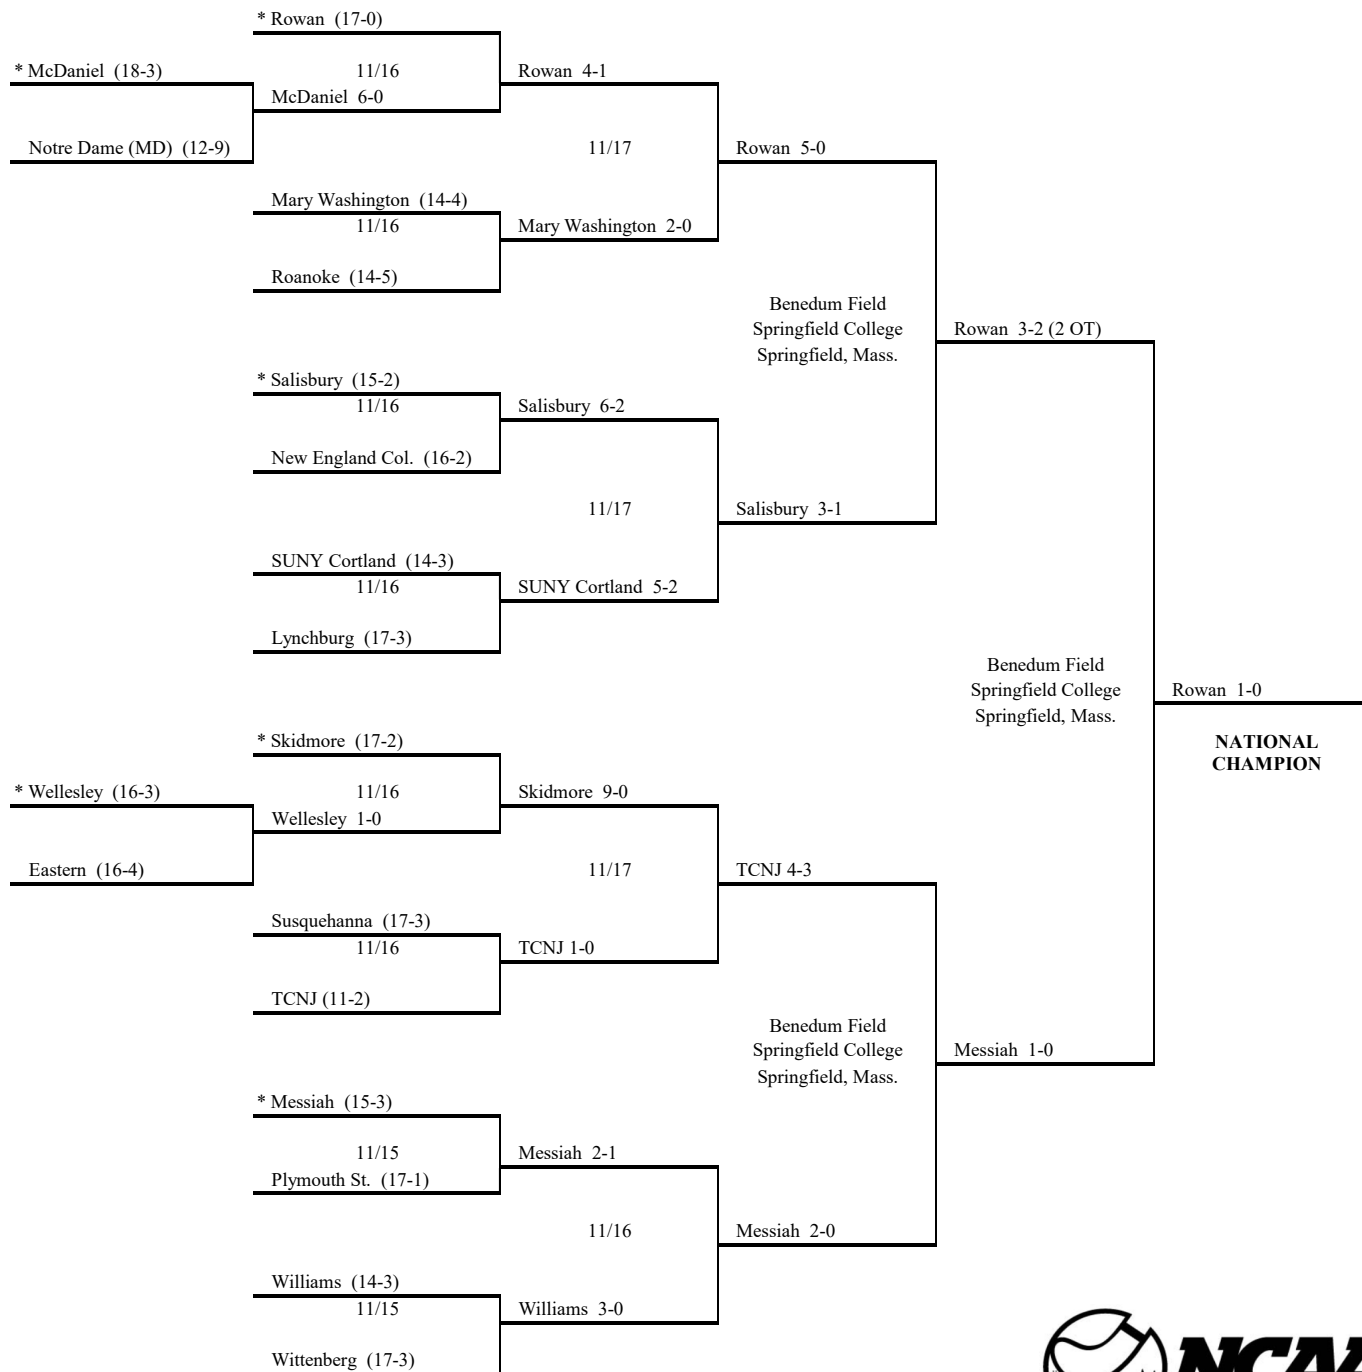 * Rowan (17-0)
* McDaniel (18-3)
11/16
Rowan 4-1
McDaniel 6-0
Notre Dame (MD) (12-9)
11/17
Rowan 5-0
Mary Washington (14-4)
11/16
Mary Washington 2-0
Roanoke (14-5)
Benedum Field
Springfield College
Springfield, Mass.
Rowan 3-2 (2 OT)
* Salisbury (15-2)
11/16
Salisbury 6-2
New England Col. (16-2)
11/17
Salisbury 3-1
SUNY Cortland (14-3)
11/16
SUNY Cortland 5-2
Lynchburg (17-3)
Benedum Field
Springfield College
Springfield, Mass.
Rowan 1-0
NATIONAL
CHAMPION
* Skidmore (17-2)
* Wellesley (16-3)
11/16
Skidmore 9-0
Wellesley 1-0
Eastern (16-4)
11/17
TCNJ 4-3
Susquehanna (17-3)
11/16
TCNJ 1-0
TCNJ (11-2)
Benedum Field
Springfield College
Springfield, Mass.
Messiah 1-0
* Messiah (15-3)
11/15
Messiah 2-1
Plymouth St. (17-1)
11/16
Messiah 2-0
Williams (14-3)
11/15
Williams 3-0
Wittenberg (17-3)